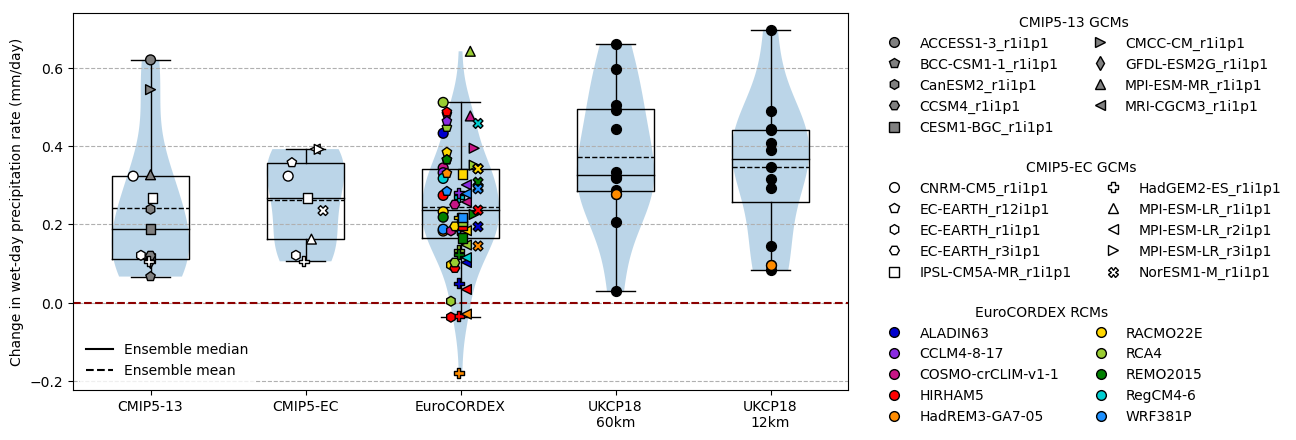 Change in wet-day precipitation rate (mm/day)
0.6
0.4
0.2
0.0
−0.2
Ensemble median
Ensemble mean
CMIP5-13
CMIP5-EC
EuroCORDEX
UKCP18
60km
UKCP18
12km
CMIP5-13 GCMs
ACCESS1-3_r1i1p1
BCC-CSM1-1_r1i1p1
CanESM2_r1i1p1
CCSM4_r1i1p1
CESM1-BGC_r1i1p1
CMCC-CM_r1i1p1
GFDL-ESM2G_r1i1p1
MPI-ESM-MR_r1i1p1
MRI-CGCM3_r1i1p1
CMIP5-EC GCMs
CNRM-CM5_r1i1p1
EC-EARTH_r12i1p1
EC-EARTH_r1i1p1
EC-EARTH_r3i1p1
IPSL-CM5A-MR_r1i1p1
HadGEM2-ES_r1i1p1
MPI-ESM-LR_r1i1p1
MPI-ESM-LR_r2i1p1
MPI-ESM-LR_r3i1p1
NorESM1-M_r1i1p1
EuroCORDEX RCMs
ALADIN63
CCLM4-8-17
COSMO-crCLIM-v1-1
HIRHAM5
HadREM3-GA7-05
RACMO22E
RCA4
REMO2015
RegCM4-6
WRF381P